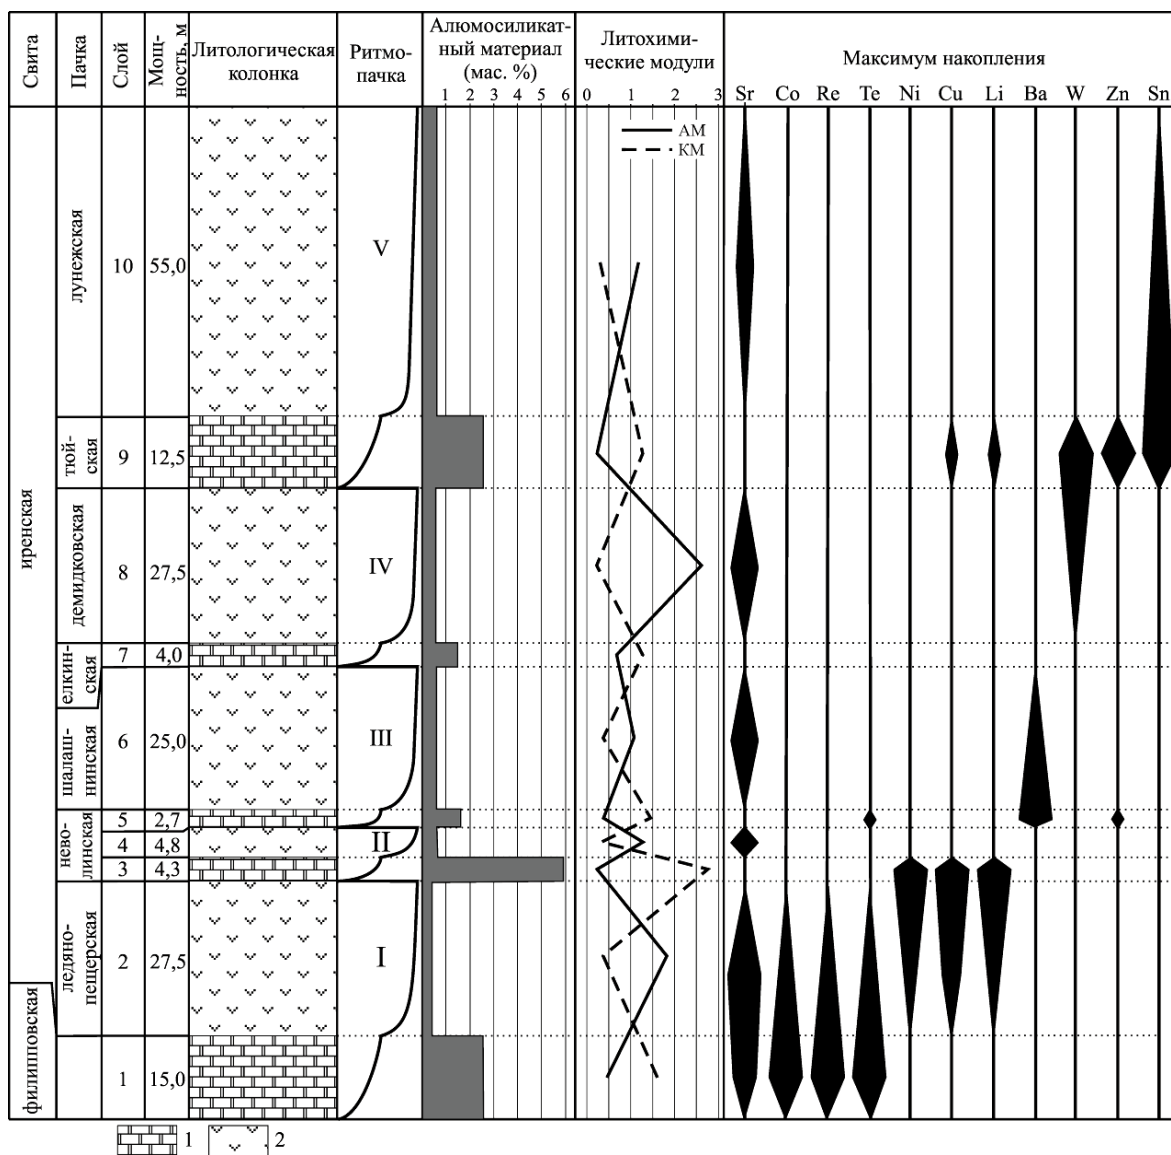 Свита
Пачка
Слой
Мощ-
ность, м
Литологическая
колонка
Ритмо-
пачка
Алюмосиликат-
ный материал
(мас. %)
1 2 3 4 5 6
Литохими-
ческие модули
0 1 2 3
Максимум накопления
Sr Co Re Te Ni Cu Li Ba W Zn Sn
АМ
КМ
иренская
лунежская
10 55,0
V
тюй-
ская
9 12,5
демидковская
8 27,5
IV
елкин-
ская
7 4,0
шалаш-
нинская
6 25,0
III
нево-
линская
5 2,7
4 4,8
II
3 4,3
ледяно-
пещерская
2 27,5
I
филипповская
1 15,0
1 2